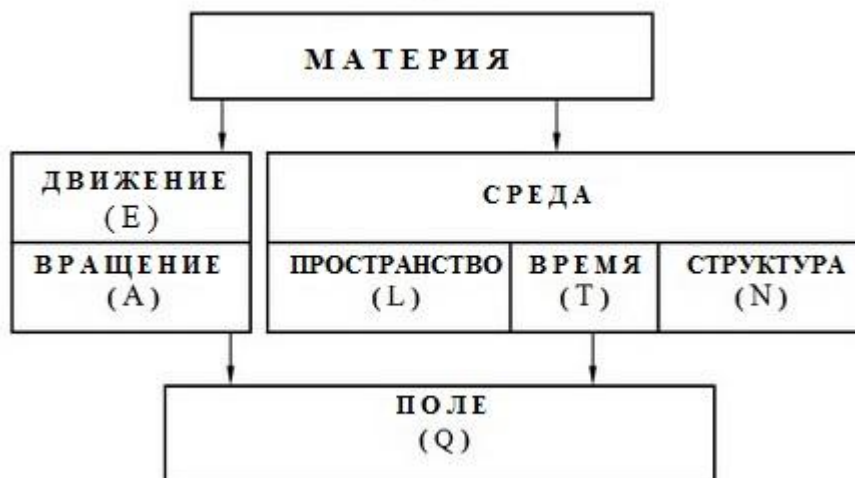 МАТЕРИЯ
ДВИЖЕНИЕ
(E)
ВРАЩЕНИЕ
(A)
СРЕДА
ПРОСТРАНСТВО
(L)
ВРЕМЯ
(T)
СТРУКТУРА
(N)
ПОЛЕ
(Q)